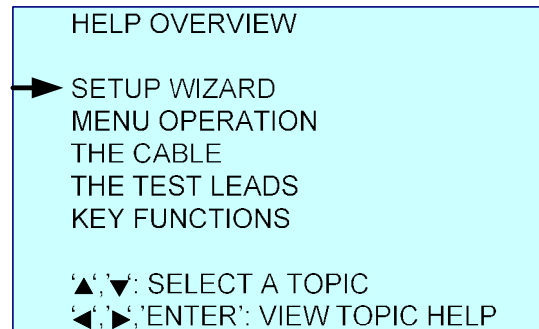 HELP OVERVIEW
SETUP WIZARD
MENU OPERATION
THE CABLE
THE TEST LEADS
KEY FUNCTIONS
‘▲‘,’▼‘: SELECT A TOPIC
‘◄‘,’►‘,’ENTER’: VIEW TOPIC HELP